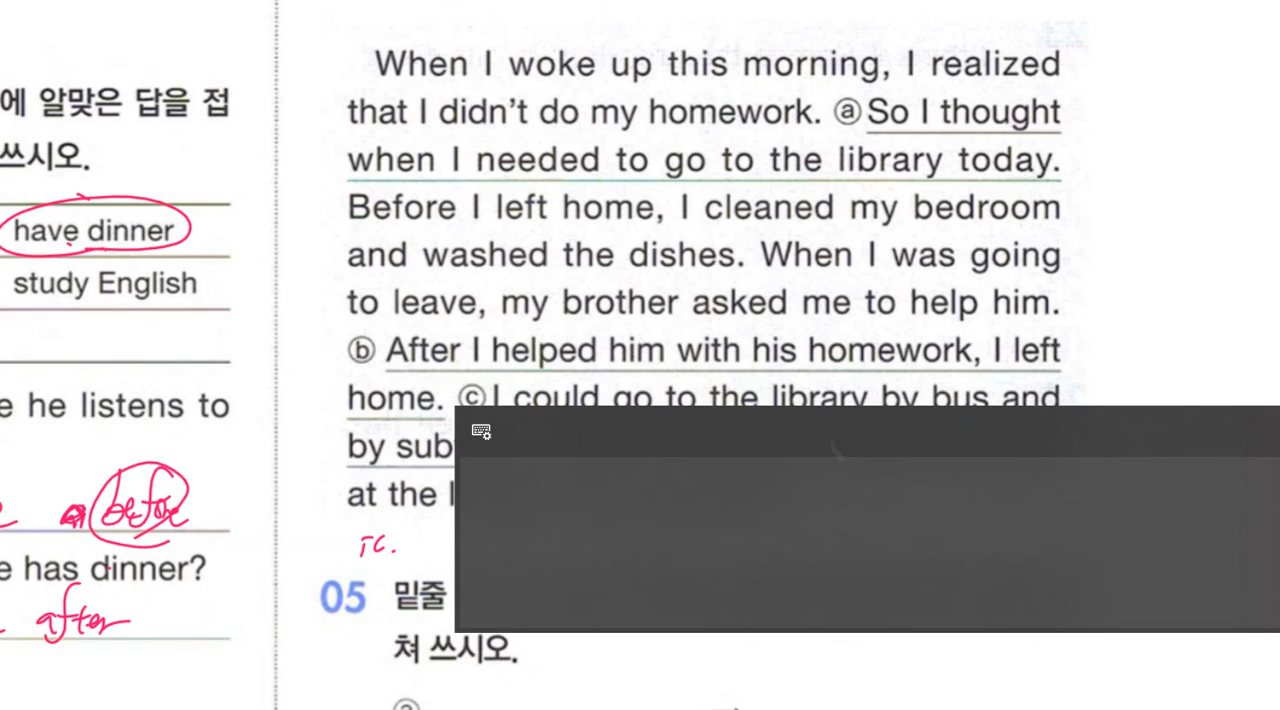 에 알맞은 답을 접
쓰시오.
have dinner
study English
e he listens to
before
e has dinner?
after
When I woke up this morning, I realized
that I didn't do my homework. ⓐ So I thought
when I needed to go to the library today.
Before I left home, I cleaned my bedroom
and washed the dishes. When I was going
to leave, my brother asked me to help him.
ⓑ After I helped him with his homework, I left
home. ⓒ I could go to the library by bus and
by sub
at the l
05 밑줄
쳐 쓰시오.